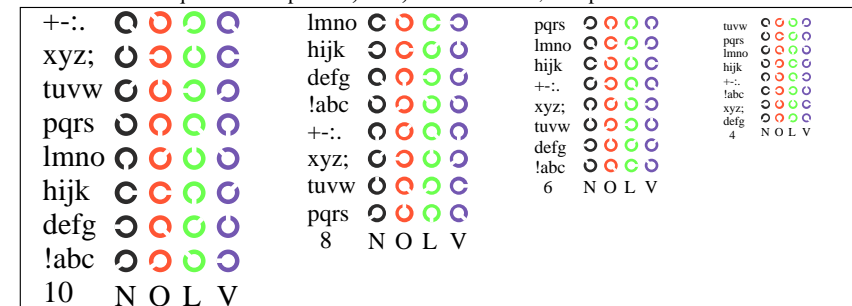 +-:.
xyz;
tuvw
pqrs
lmno
hijk
defg
!abc
10 N O L V
lmno
hijk
defg
!abc
+-:.
xyz;
tuvw
pqrs
8 N O L V
pqrs
lmno
hijk
+-:.
xyz;
tuvw
defg
!abc
6 N O L V
tuvw
pqrs
lmno
hijk
+-:.
!abc
xyz;
defg
4 N O L V